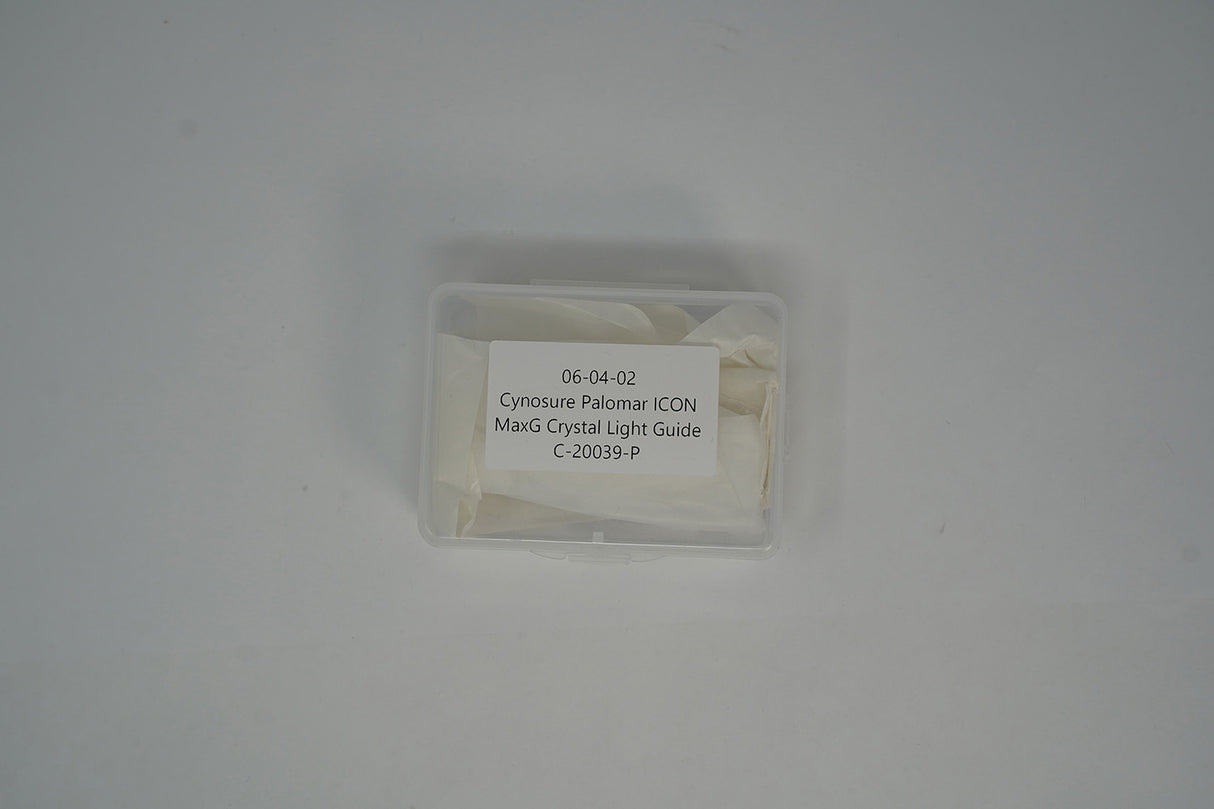 06-04-02
Cynosure Palomar ICON
MaxG Crystal Light Guide
C-20039-P